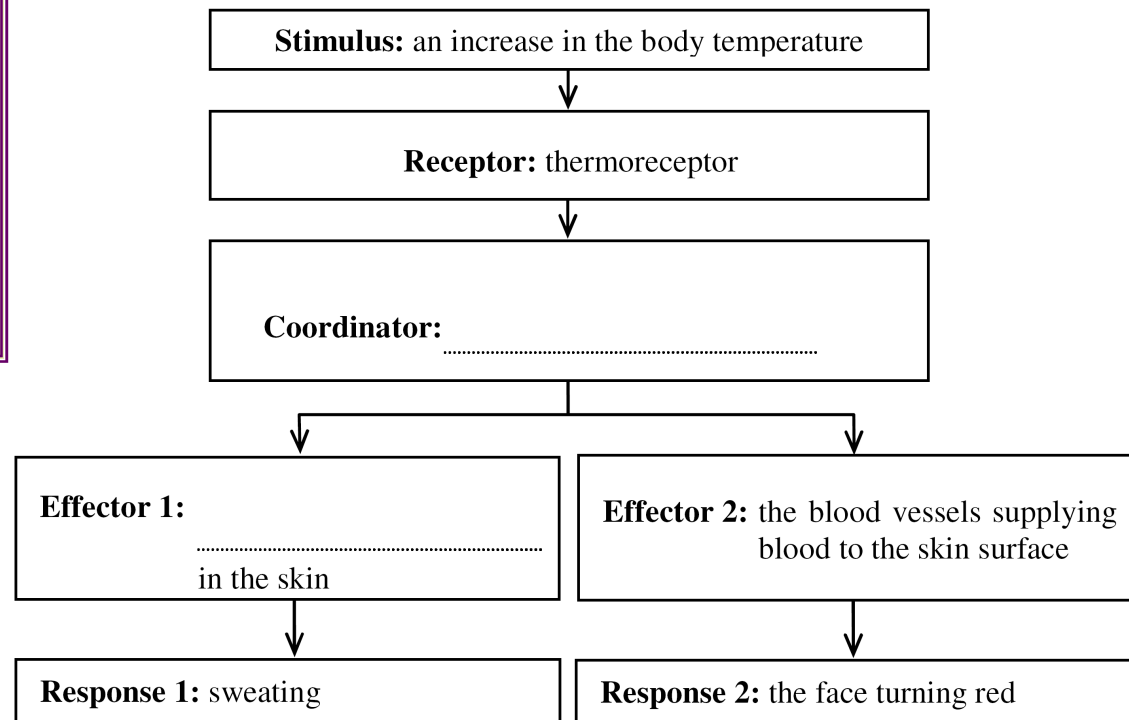 Stimulus: an increase in the body temperature
Receptor: thermoreceptor
Coordinator:
Effector 1:
in the skin
Effector 2: the blood vessels supplying
blood to the skin surface
Response 1: sweating
Response 2: the face turning red